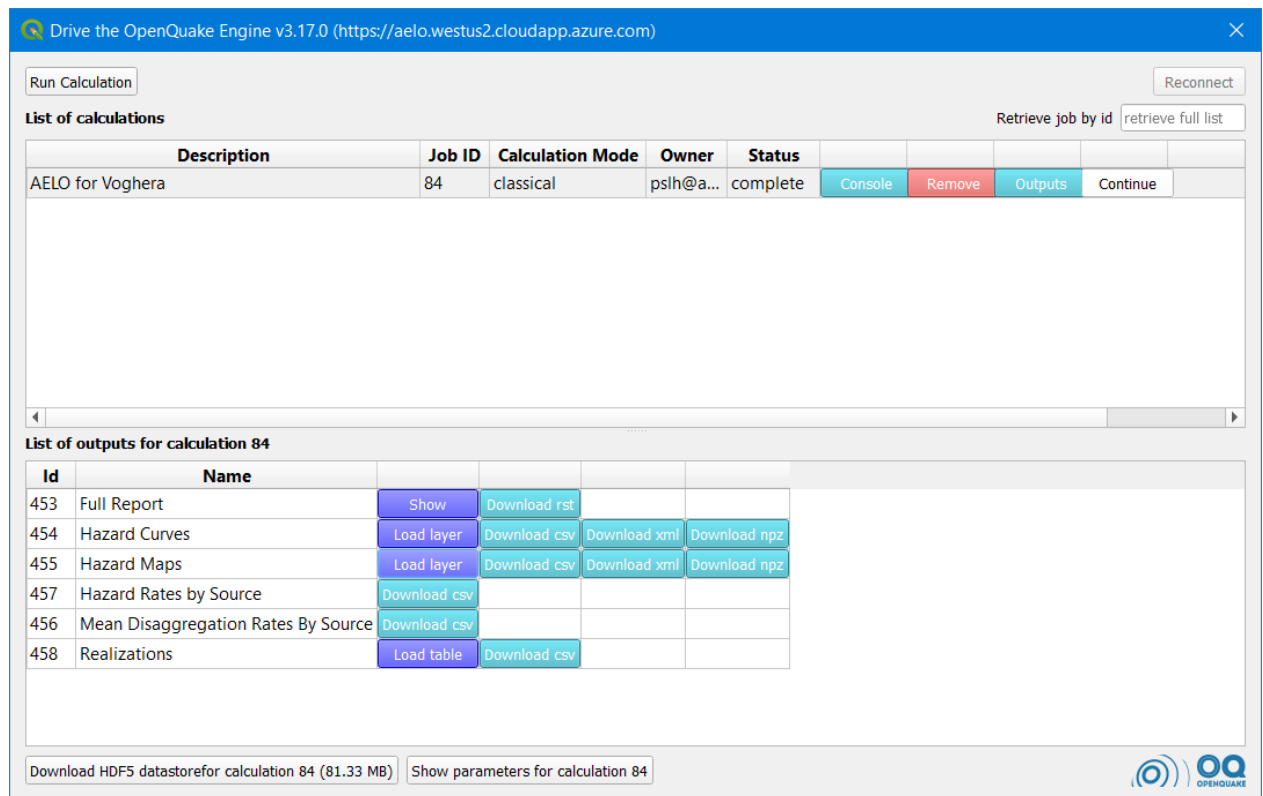 Drive the OpenQuake Engine v3.17.0 (https://aelo.westus2.cloudapp.azure.com)
Run Calculation Reconnect
List of calculations Retrieve job by id retrieve full list
Description Job ID Calculation Mode Owner Status
AELO for Voghera 84 classical pslh@a... complete Console Remove Outputs Continue
List of outputs for calculation 84
Id Name
453 Full Report Show Download rst
454 Hazard Curves Load layer Download csv Download xml Download npz
455 Hazard Maps Load layer Download csv Download xml Download npz
457 Hazard Rates by Source Download csv
456 Mean Disaggregation Rates By Source Download csv
458 Realizations Load table Download csv
Download HDF5 datastorefor calculation 84 (81.33 MB) Show parameters for calculation 84
OQ
OPENQUAKE